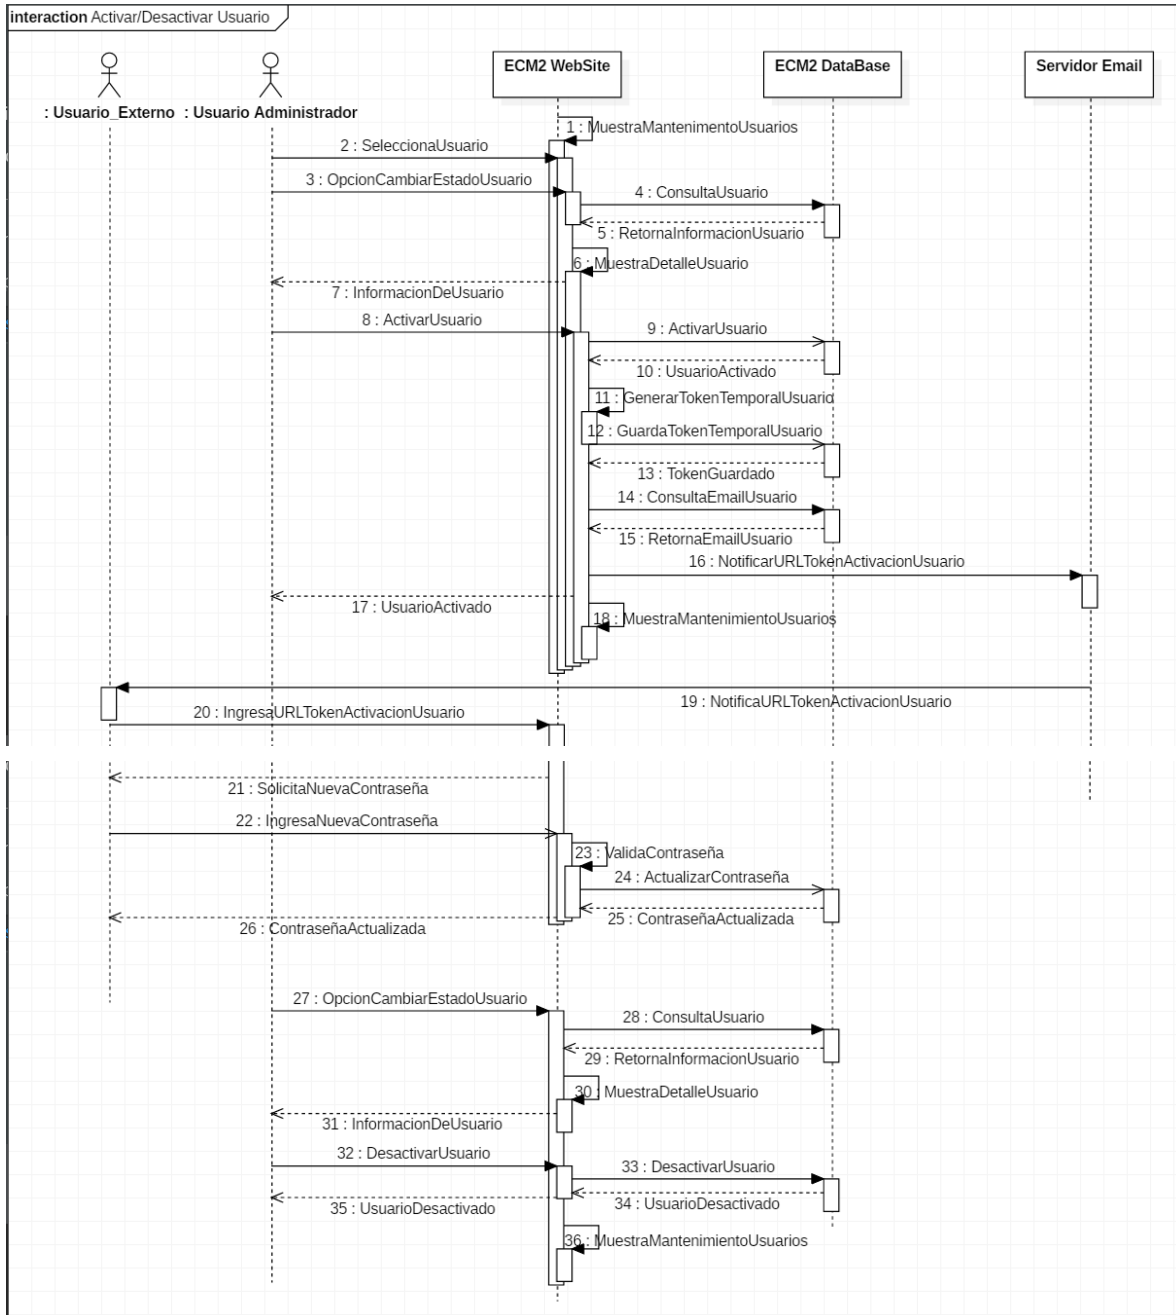 interaction Activar/Desactivar Usuario
ECM2 WebSite
ECM2 DataBase
Servidor Email
: Usuario_Externo
: Usuario Administrador
1 : MuestraMantenimentoUsuarios
2 : SeleccionaUsuario
3 : OpcionCambiarEstadoUsuario
4 : ConsultaUsuario
5 : RetornaInformacionUsuario
6 : MuestraDetalleUsuario
7 : InformacionDeUsuario
8 : ActivarUsuario
9 : ActivarUsuario
10 : UsuarioActivado
11 : GenerarTokenTemporalUsuario
12 : GuardaTokenTemporalUsuario
13 : TokenGuardado
14 : ConsultaEmailUsuario
15 : RetornaEmailUsuario
16 : NotificarURLTokenActivacionUsuario
17 : UsuarioActivado
18 : MuestraMantenimientoUsuarios
19 : NotificaURLTokenActivacionUsuario
20 : IngresaURLTokenActivacionUsuario
21 : SolicitaNuevaContraseña
22 : IngresaNuevaContraseña
23 : ValidaContraseña
24 : ActualizarContraseña
25 : ContraseñaActualizada
26 : ContraseñaActualizada
27 : OpcionCambiarEstadoUsuario
28 : ConsultaUsuario
29 : RetornaInformacionUsuario
30 : MuestraDetalleUsuario
31 : InformacionDeUsuario
32 : DesactivarUsuario
33 : DesactivarUsuario
34 : UsuarioDesactivado
35 : UsuarioDesactivado
36 : MuestraMantenimientoUsuarios